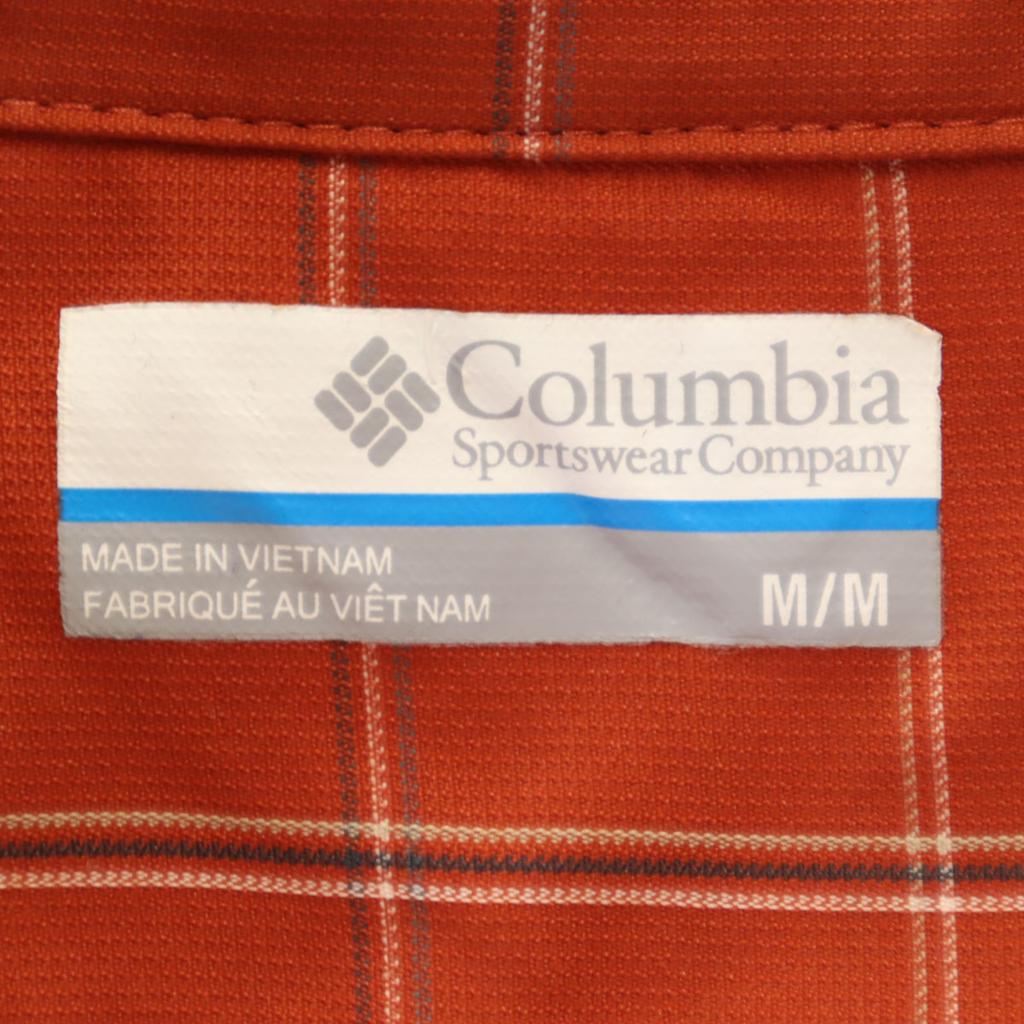 Columbia
Sportswear Company
MADE IN VIETNAM
FABRIQUÉ AU VIÊT NAM
M/M